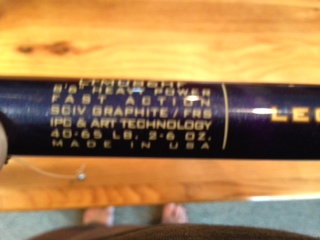 8'6" HEAVY POWER
FAST ACTION
SCIV GRAPHITE/FRS
IPC & ART TECHNOLOGY
40-65 LB. 2-6 OZ.
MADE IN USA
LEG